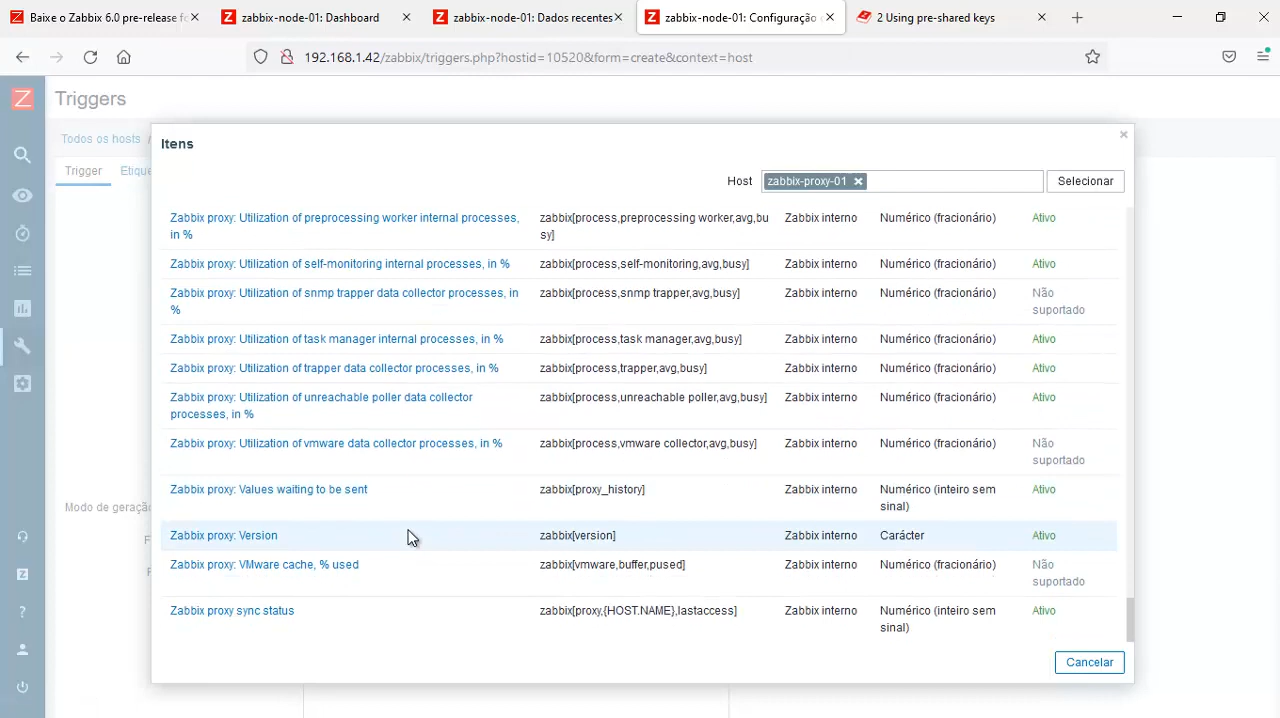 Baixe o Zabbix 6.0 pre-release f
zabbix-node-01: Dashboard
zabbix-node-01: Dados recentes
zabbix-node-01: Configuração
2 Using pre-shared keys
192.168.1.42/zabbix/triggers.php?hostid=10520&form=create&context=host
Triggers
Todos os hosts /
Trigger
Etique
Modo de geração
F
Itens
Host
zabbix-proxy-01
Selecionar
Zabbix proxy: Utilization of preprocessing worker internal processes, in %
zabbix[process,preprocessing worker,avg,busy]
Zabbix interno
Numérico (fracionário)
Ativo
Zabbix proxy: Utilization of self-monitoring internal processes, in %
zabbix[process,self-monitoring,avg,busy]
Zabbix interno
Numérico (fracionário)
Ativo
Zabbix proxy: Utilization of snmp trapper data collector processes, in %
zabbix[process,snmp trapper,avg,busy]
Zabbix interno
Numérico (fracionário)
Não suportado
Zabbix proxy: Utilization of task manager internal processes, in %
zabbix[process,task manager,avg,busy]
Zabbix interno
Numérico (fracionário)
Ativo
Zabbix proxy: Utilization of trapper data collector processes, in %
zabbix[process,trapper,avg,busy]
Zabbix interno
Numérico (fracionário)
Ativo
Zabbix proxy: Utilization of unreachable poller data collector processes, in %
zabbix[process,unreachable poller,avg,busy]
Zabbix interno
Numérico (fracionário)
Ativo
Zabbix proxy: Utilization of vmware data collector processes, in %
zabbix[process,vmware collector,avg,busy]
Zabbix interno
Numérico (fracionário)
Não suportado
Zabbix proxy: Values waiting to be sent
zabbix[proxy_history]
Zabbix interno
Numérico (inteiro sem sinal)
Ativo
Zabbix proxy: Version
zabbix[version]
Zabbix interno
Carácter
Ativo
Zabbix proxy: VMware cache, % used
zabbix[vmware,buffer,pused]
Zabbix interno
Numérico (fracionário)
Não suportado
Zabbix proxy sync status
zabbix[proxy,{HOST.NAME},lastaccess]
Zabbix interno
Numérico (inteiro sem sinal)
Ativo
Cancelar